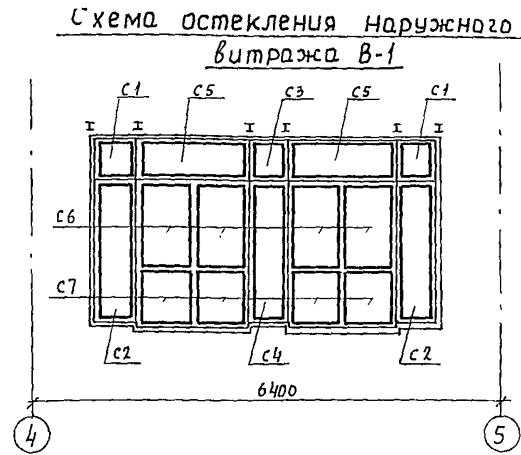 Схема остекления наружного
витража В-1
С1 С5 С3 С5 С1
I I I I I I
С6
С7
С2 С4 С2
6400
4 5